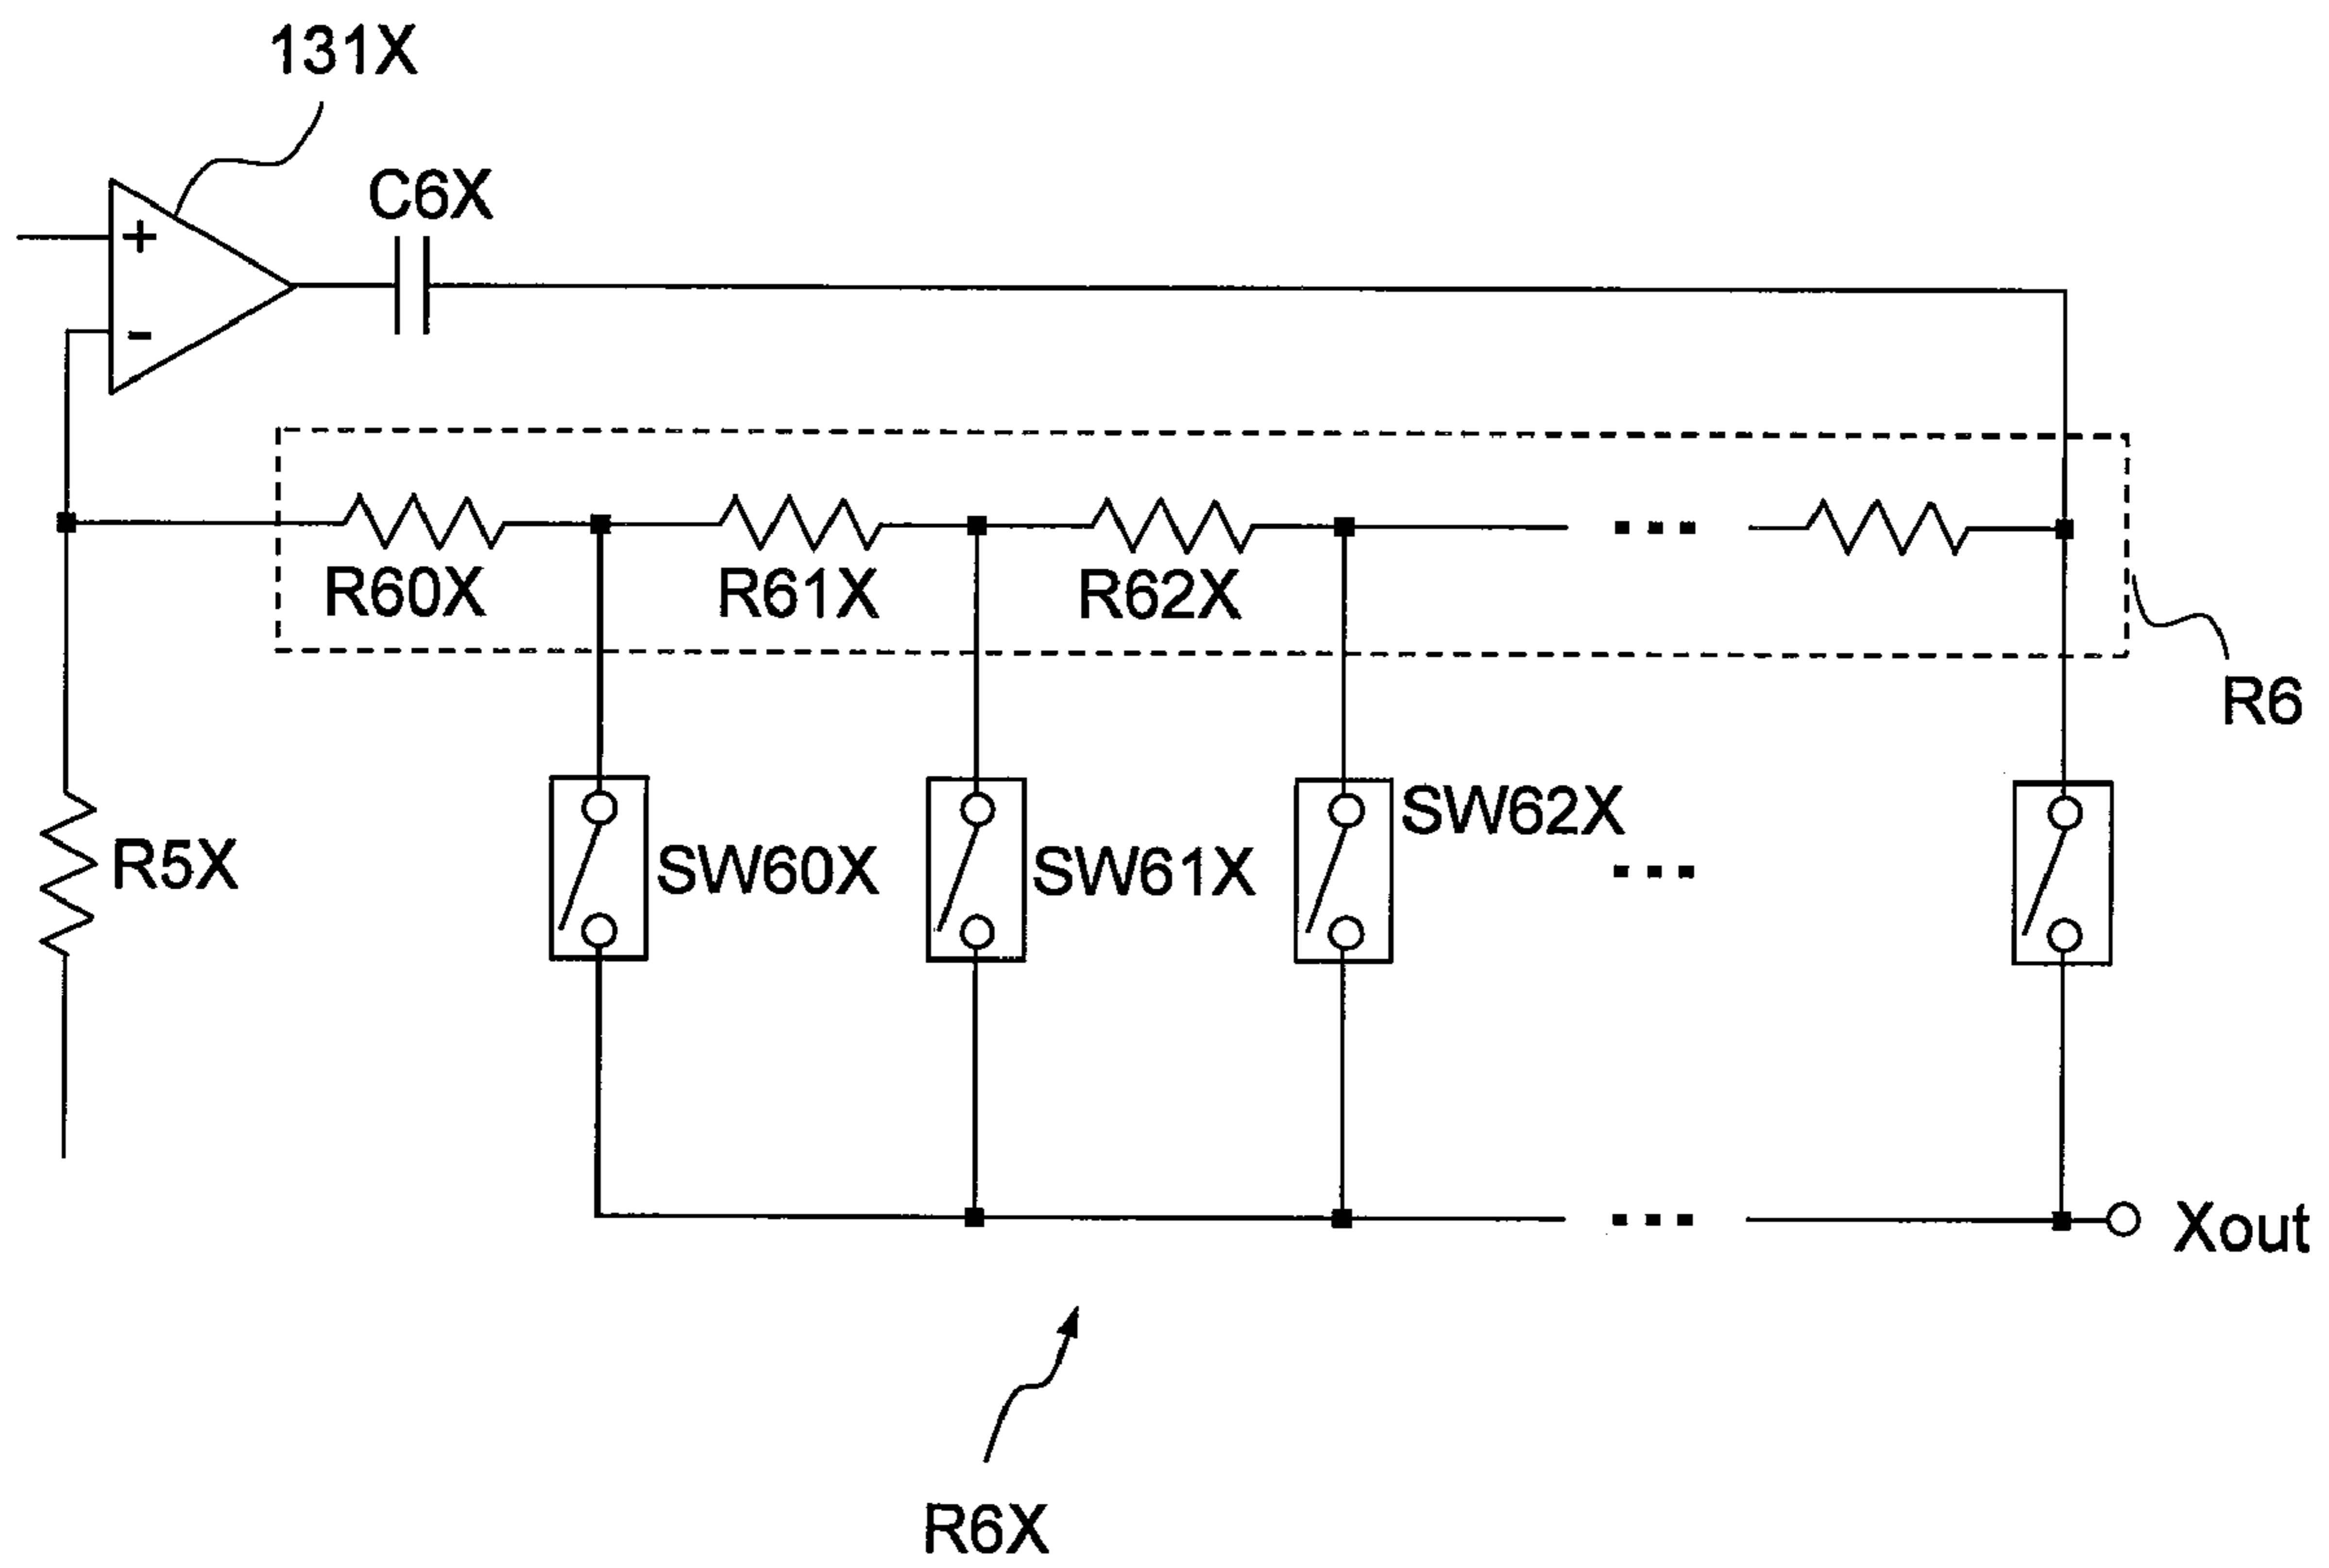 131X
C6X
+
-
R60X
R61X
R62X
...
R6
R5X
SW60X
SW61X
SW62X
...
...
Xout
R6X